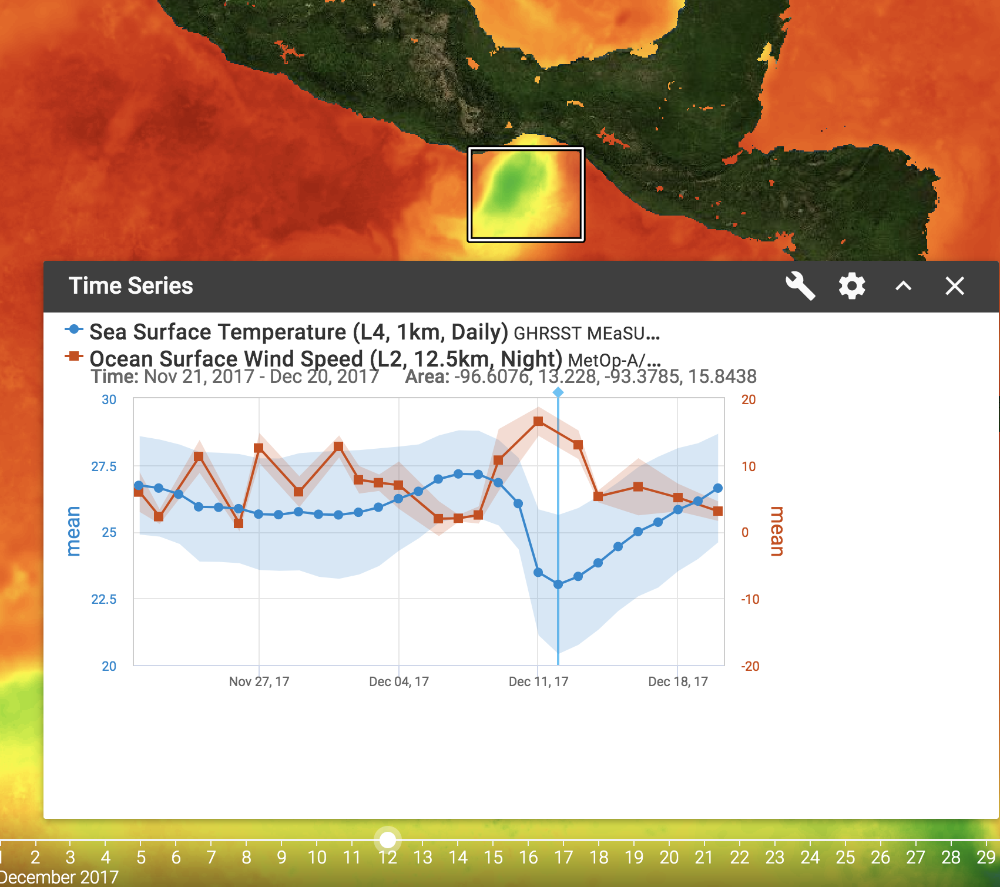 Time Series
Sea Surface Temperature (L4, 1km, Daily) GHRSST MEaSU...
Ocean Surface Wind Speed (L2, 12.5km, Night) MetOp-A/...
Time: Nov 21, 2017 - Dec 20, 2017 Area: -96.6076, 13.228, -93.3785, 15.8438
30 20
27.5 10
mean mean
25 0
22.5 -10
20 -20
Nov 27, 17 Dec 04, 17 Dec 11, 17 Dec 18, 17
1 2 3 4 5 6 7 8 9 10 11 12 13 14 15 16 17 18 19 20 21 22 23 24 25 26 27 28 29
December 2017